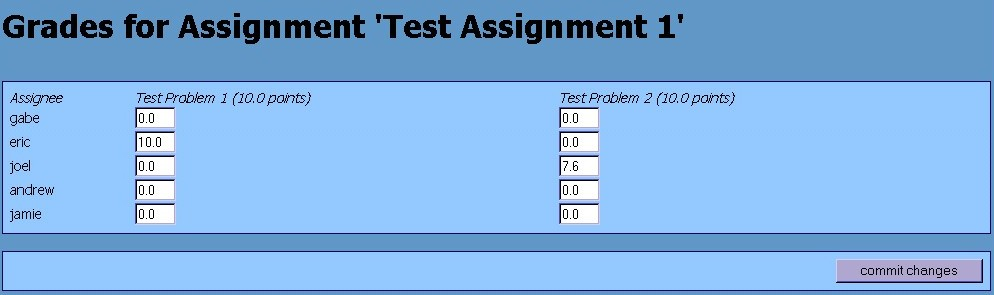 Grades for Assignment 'Test Assignment 1'
Assignee Test Problem 1 (10.0 points) Test Problem 2 (10.0 points)
gabe 0.0 0.0
eric 10.0 0.0
joel 0.0 7.6
andrew 0.0 0.0
jamie 0.0 0.0
commit changes